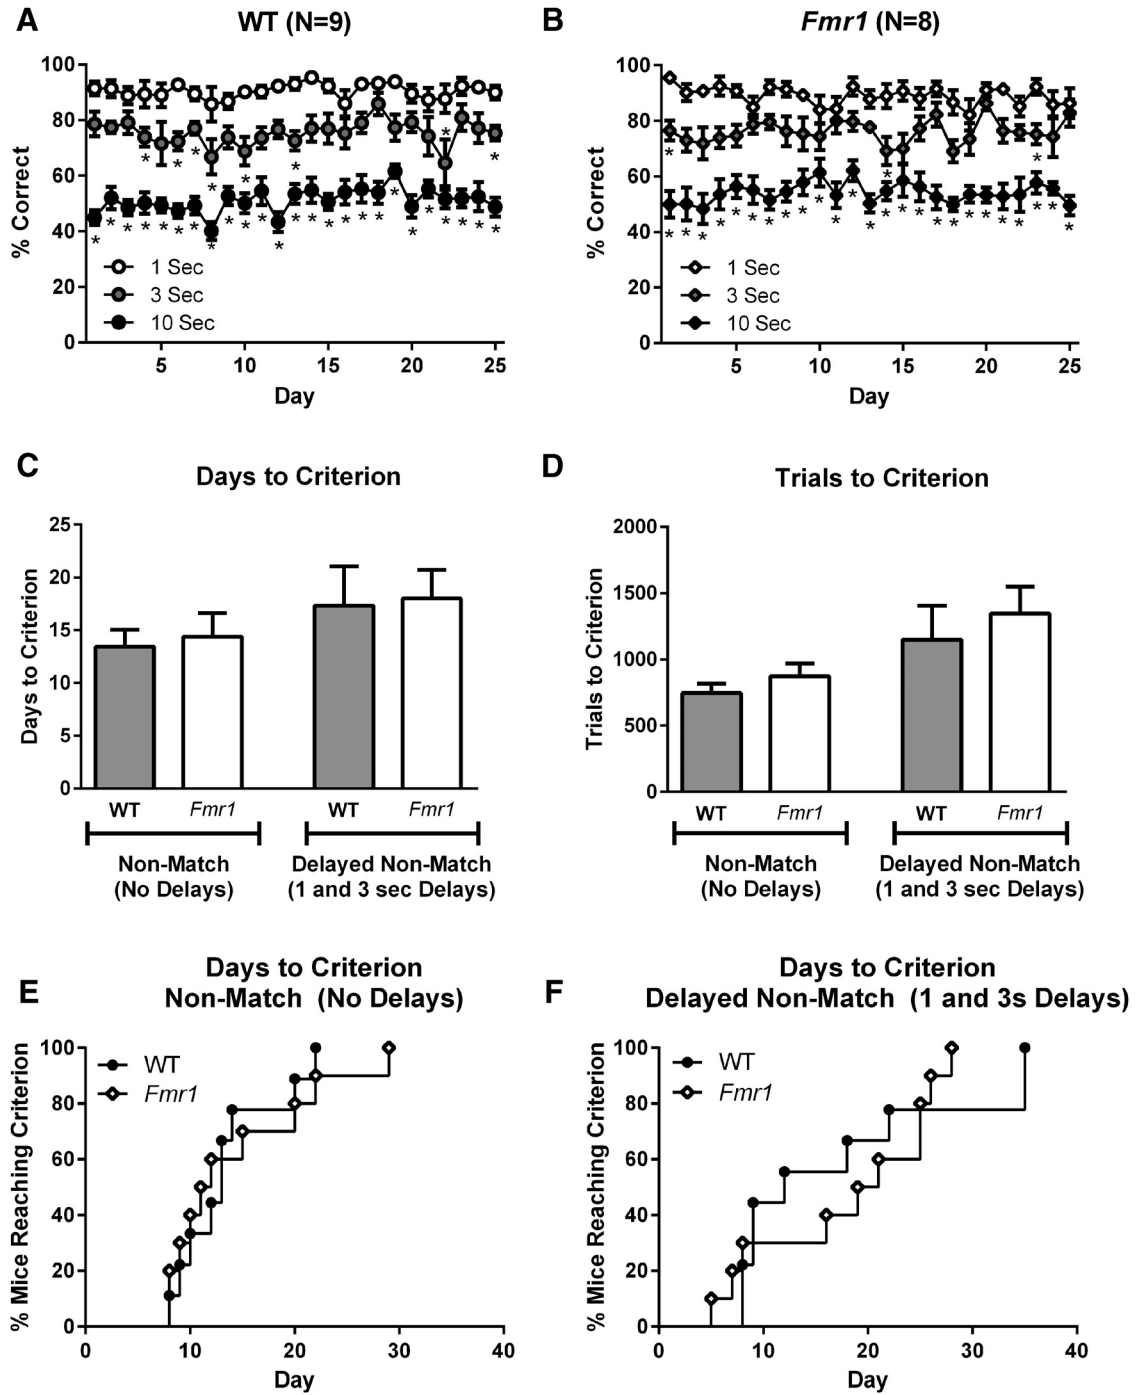 A
WT (N=9)
B
Fmr1 (N=8)
100
80
60
40
20
0
% Correct
1 Sec
3 Sec
10 Sec
5
10
15
20
25
Day
100
80
60
40
20
0
% Correct
1 Sec
3 Sec
10 Sec
5
10
15
20
25
Day
C
Days to Criterion
25
20
15
10
5
0
Days to Criterion
WT
Fmr1
WT
Fmr1
Non-Match
(No Delays)
Delayed Non-Match
(1 and 3 sec Delays)
D
Trials to Criterion
2000
1500
1000
500
0
Trials to Criterion
WT
Fmr1
WT
Fmr1
Non-Match
(No Delays)
Delayed Non-Match
(1 and 3 sec Delays)
E
Days to Criterion
Non-Match (No Delays)
100
80
60
40
20
0
% Mice Reaching Criterion
WT
Fmr1
0
10
20
30
40
Day
F
Days to Criterion
Delayed Non-Match (1 and 3s Delays)
100
80
60
40
20
0
% Mice Reaching Criterion
WT
Fmr1
0
10
20
30
40
Day